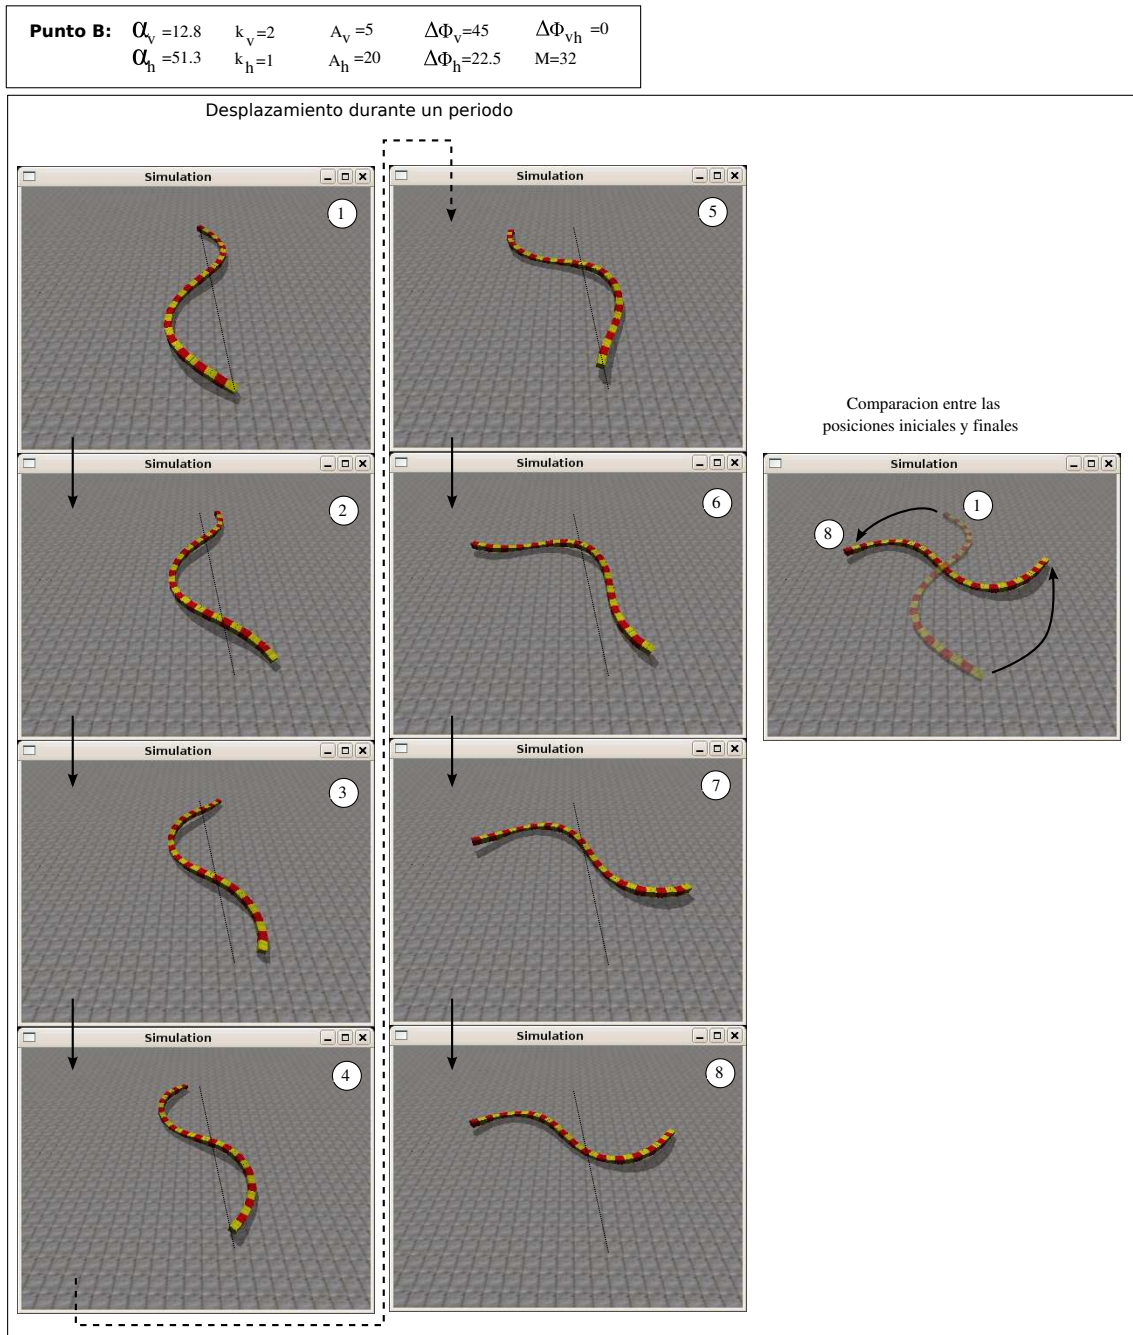 Punto B: αv =12.8 kv =2 Av =5 ΔΦv =45 ΔΦvh =0
αh =51.3 kh =1 Ah =20 ΔΦh =22.5 M=32
Desplazamiento durante un periodo
Simulation
1
Simulation
2
Simulation
3
Simulation
4
Simulation
5
Simulation
6
Simulation
7
Simulation
8
Comparacion entre las
posiciones iniciales y finales
Simulation
1
8